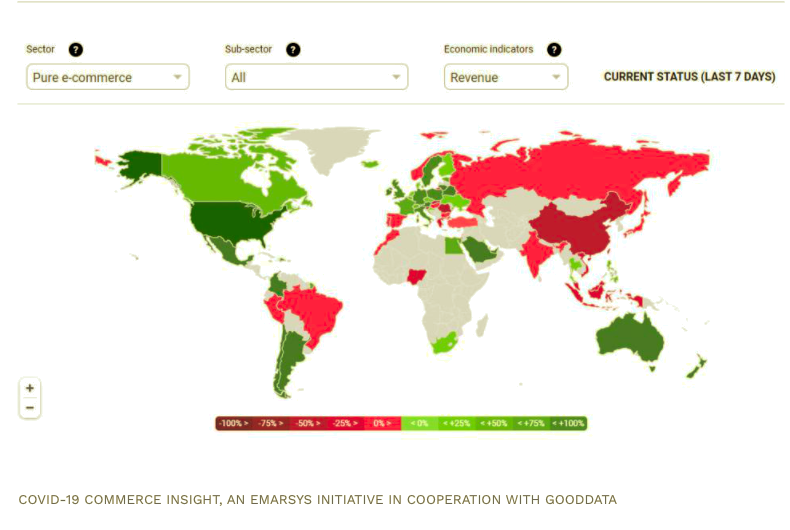 Sector ? Sub-sector ? Economic indicators ?
Pure e-commerce All Revenue CURRENT STATUS (LAST 7 DAYS)
+
−
-100% > -75% > -50% > -25% > 0% > < 0% < +25% < +50% < +75% < +100%
COVID-19 COMMERCE INSIGHT, AN EMARSYS INITIATIVE IN COOPERATION WITH GOODDATA